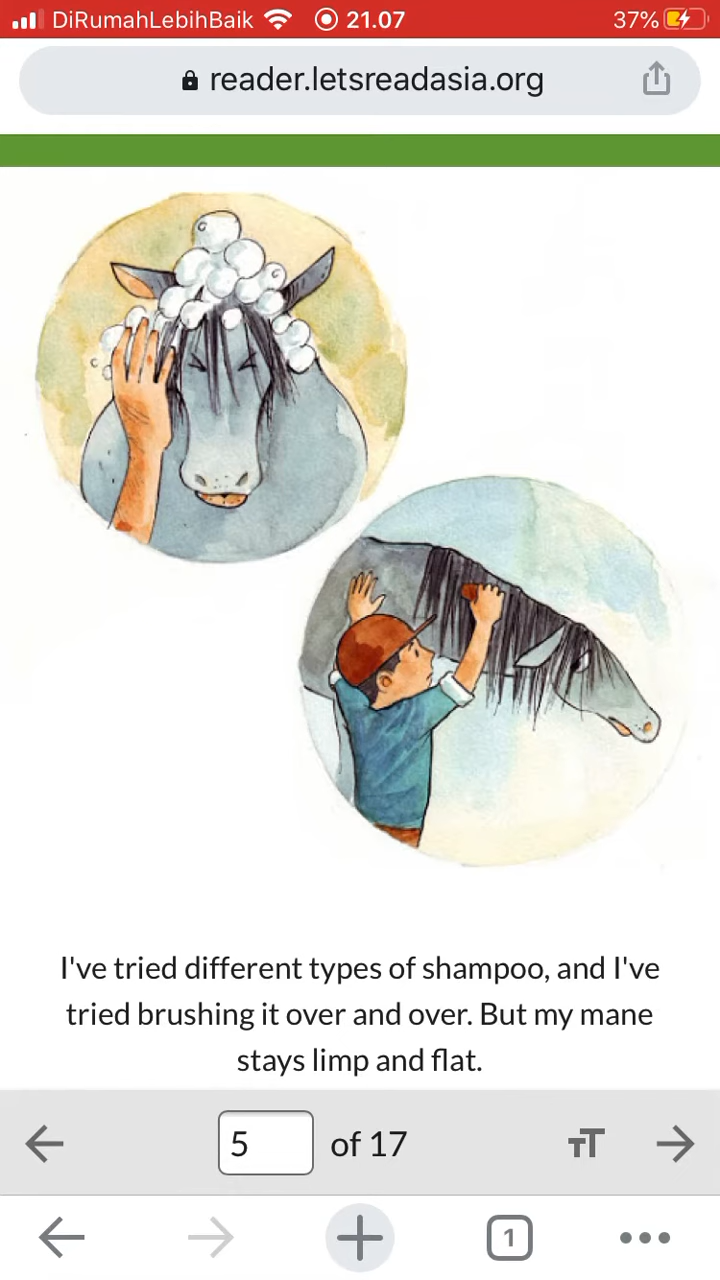 DiRumahLebihBaik 21.07 37%
reader.letsreadasia.org
I've tried different types of shampoo, and I've
tried brushing it over and over. But my mane
stays limp and flat.
5 of 17 TT
1